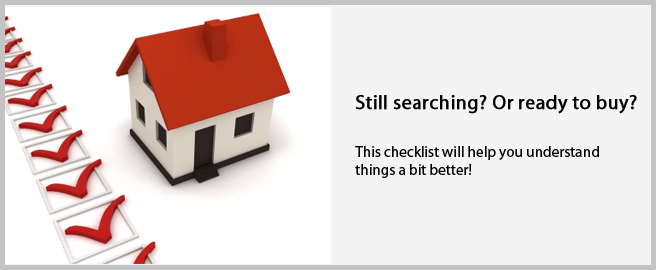 Still searching? Or ready to buy?
This checklist will help you understand
things a bit better!